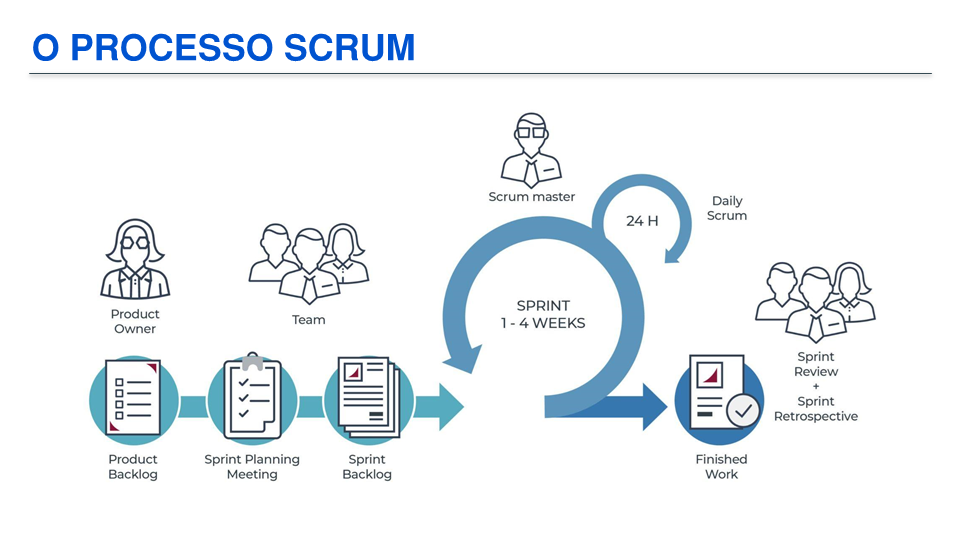 O PROCESSO SCRUM
Scrum master
24 H
Daily
Scrum
Product
Owner
Team
SPRINT
1 - 4 WEEKS
Sprint
Review
+
Sprint
Retrospective
Product
Backlog
Sprint Planning
Meeting
Sprint
Backlog
Finished
Work